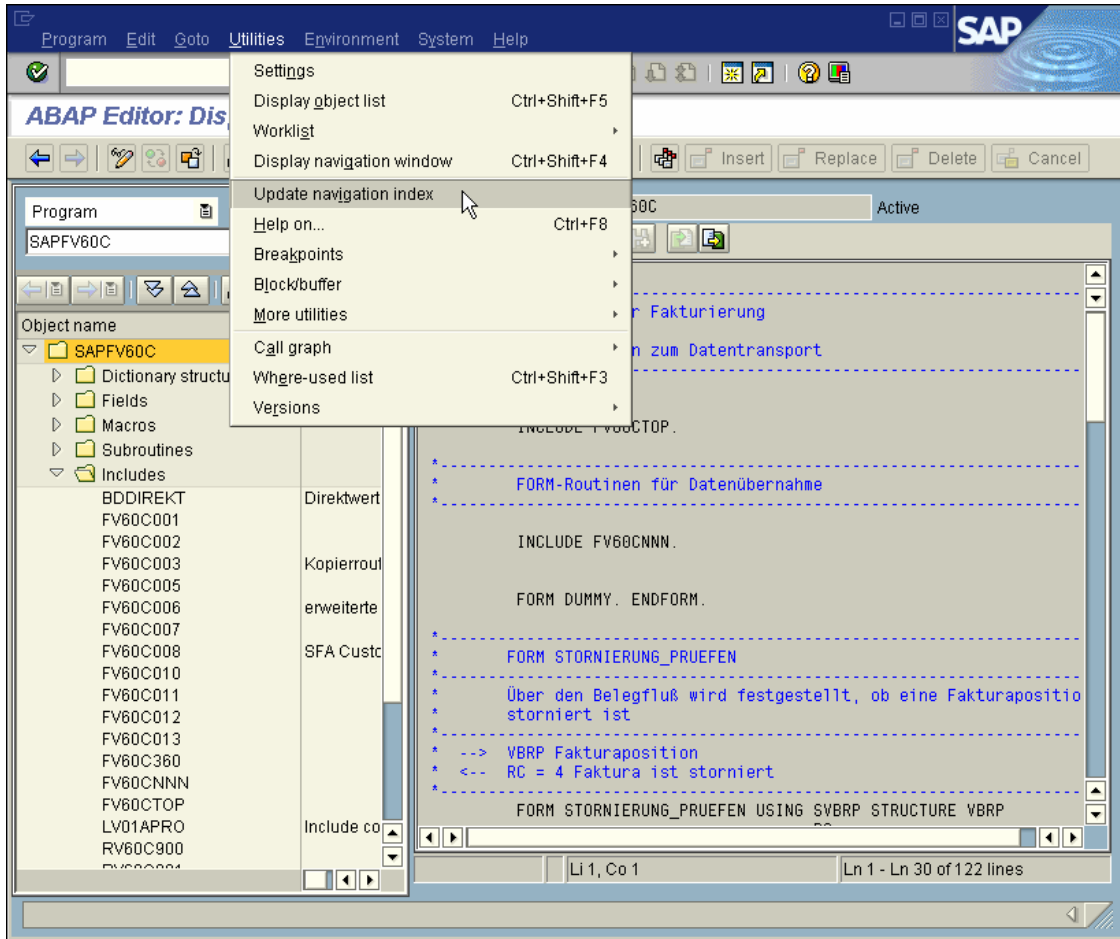 Program Edit Goto Utilities Environment System Help
SAP
ABAP Editor: Dis
Insert Replace Delete Cancel
Settings
Display object list Ctrl+Shift+F5
Worklist
Display navigation window Ctrl+Shift+F4
Update navigation index
Help on... Ctrl+F8
Breakpoints
Block/buffer
More utilities
Call graph
Where-used list Ctrl+Shift+F3
Versions
Program
SAPFV60C
60C Active
Object name
SAPFV60C
Dictionary structu
Fields
Macros
Subroutines
Includes
BDDIREKT Direktwert
FV60C001
FV60C002
FV60C003 Kopierrout
FV60C005
FV60C006 erweiterte
FV60C007
FV60C008 SFA Custo
FV60C010
FV60C011
FV60C012
FV60C013
FV60C360
FV60CNNN
FV60CTOP
LV01APRO Include co
RV60C900
r Fakturierung
n zum Datentransport
INCLUDE FV60CTOP.
*------------------------------------------------------
* FORM-Routinen für Datenübernahme
*------------------------------------------------------
INCLUDE FV60CNNN.
FORM DUMMY. ENDFORM.
*------------------------------------------------------
* FORM STORNIERUNG_PRUEFEN
*------------------------------------------------------
* Über den Belegfluß wird festgestellt, ob eine Fakturapositio
* storniert ist
*------------------------------------------------------
* --> VBRP Fakturaposition
* <-- RC = 4 Faktura ist storniert
*------------------------------------------------------
FORM STORNIERUNG_PRUEFEN USING SVBRP STRUCTURE VBRP
Li 1, Co 1 Ln 1 - Ln 30 of 122 lines